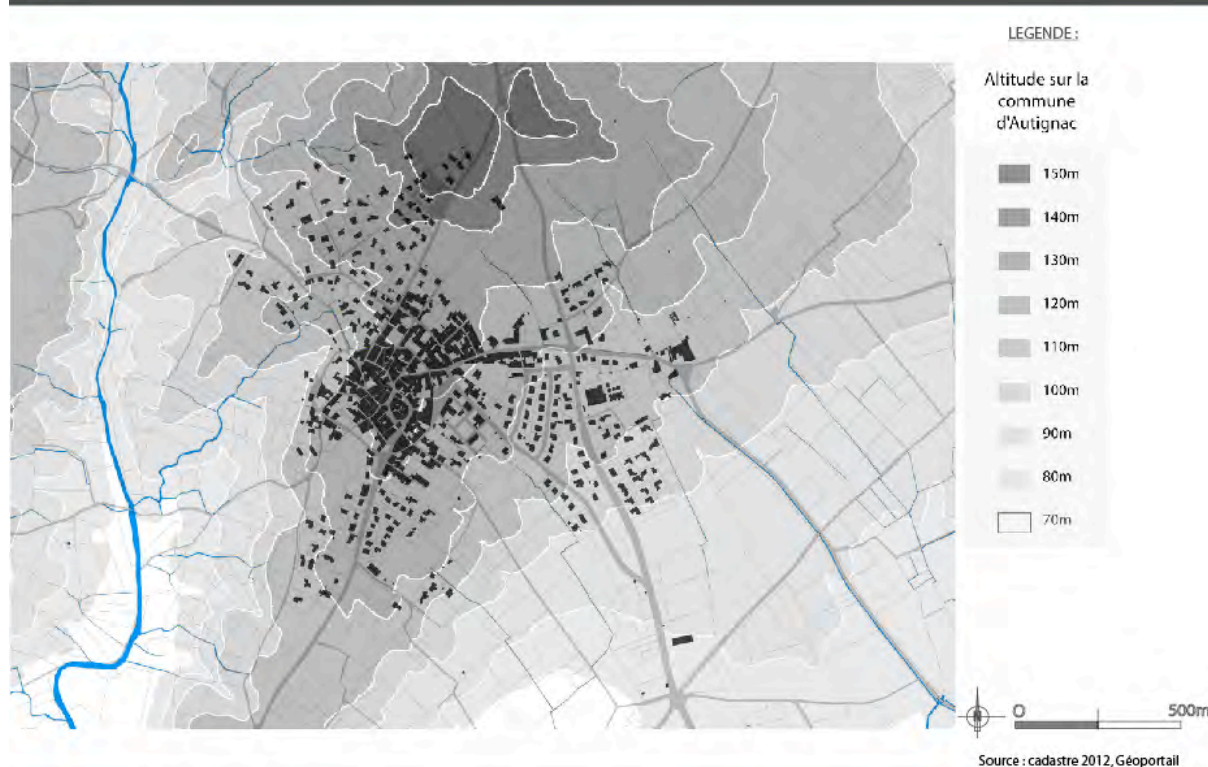 LEGENDE :
Altitude sur la
commune
d'Autignac
150m
140m
130m
120m
110m
100m
90m
80m
70m
N
0 500m
Source : cadastre 2012, Géoportail